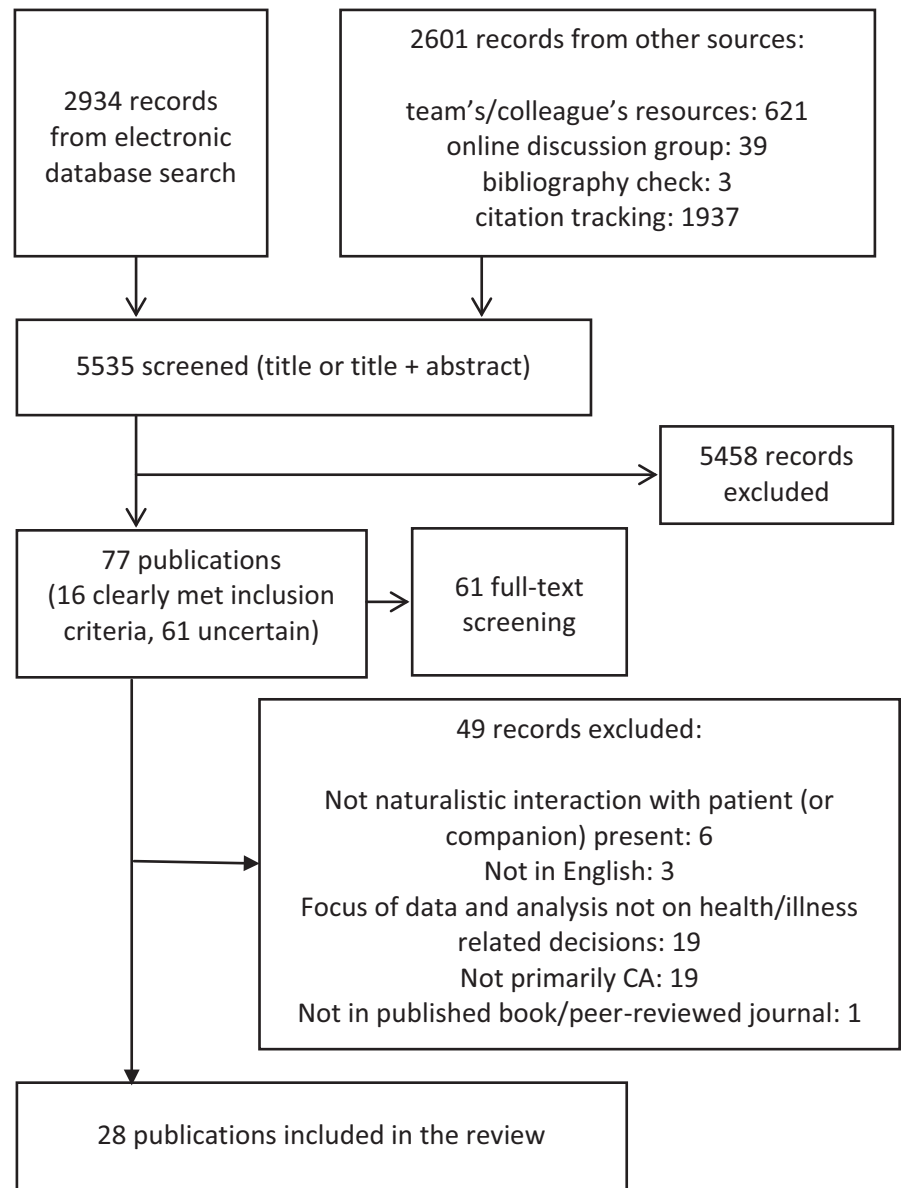 2934 records
from electronic
database search
2601 records from other sources:
team’s/colleague’s resources: 621
online discussion group: 39
bibliography check: 3
citation tracking: 1937
5535 screened (title or title + abstract)
5458 records
excluded
77 publications
(16 clearly met inclusion
criteria, 61 uncertain)
61 full-text
screening
49 records excluded:
Not naturalistic interaction with patient (or
companion) present: 6
Not in English: 3
Focus of data and analysis not on health/illness
related decisions: 19
Not primarily CA: 19
Not in published book/peer-reviewed journal: 1
28 publications included in the review